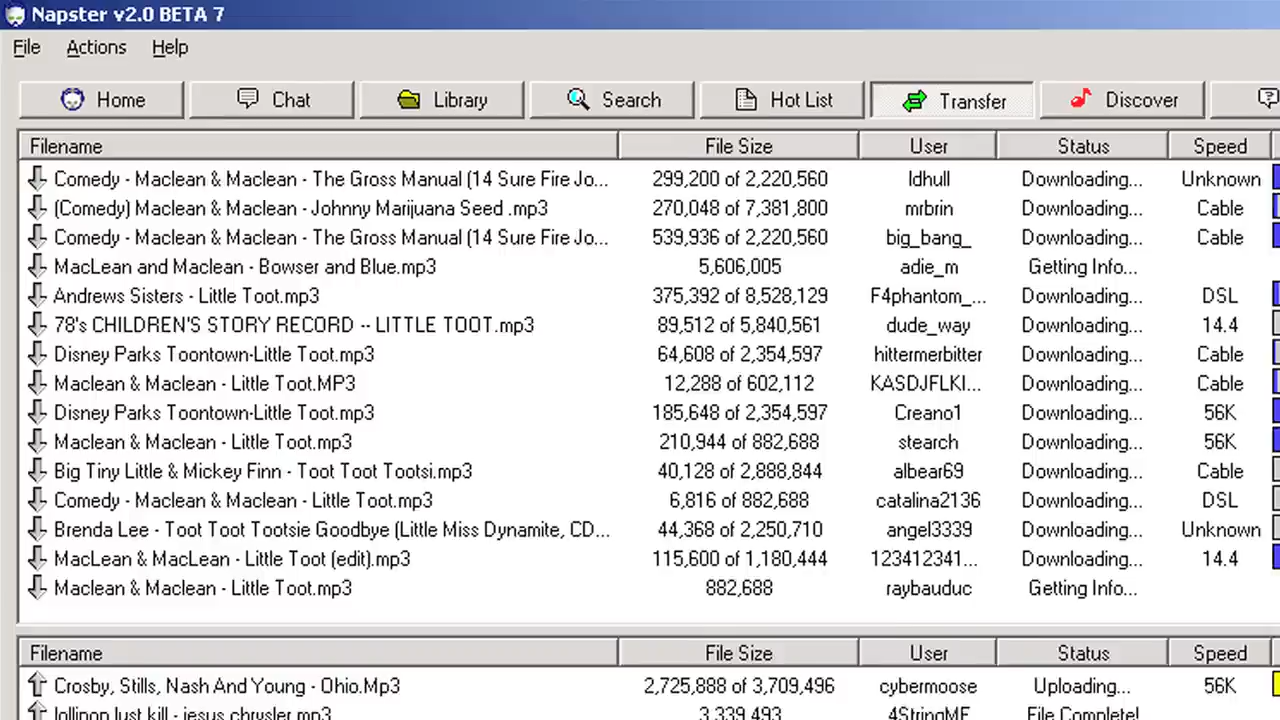 Napster v2.0 BETA 7
File Actions Help
Home Chat Library Search Hot List Transfer Discover
Filename File Size User Status Speed
Comedy - Maclean & Maclean - The Gross Manual (14 Sure Fire Jo... 299,200 of 2,220,560 ldhull Downloading... Unknown
(Comedy) Maclean & Maclean - Johnny Marijuana Seed .mp3 270,048 of 7,381,800 mrbrin Downloading... Cable
Comedy - Maclean & Maclean - The Gross Manual (14 Sure Fire Jo... 539,936 of 2,220,560 big_bang_ Downloading... Cable
MacLean and Maclean - Bowser and Blue.mp3 5,606,005 adie_m Getting Info...
Andrews Sisters - Little Toot.mp3 375,392 of 8,528,129 F4phantom_... Downloading... DSL
78's CHILDREN'S STORY RECORD -- LITTLE TOOT.mp3 89,512 of 5,840,561 dude_way Downloading... 14.4
Disney Parks Toontown-Little Toot.mp3 64,608 of 2,354,597 hittermerbitter Downloading... Cable
Maclean & Maclean - Little Toot.MP3 12,288 of 602,112 KASDJFLKI... Downloading... Cable
Disney Parks Toontown-Little Toot.mp3 185,648 of 2,354,597 Creano1 Downloading... 56K
Maclean & Maclean - Little Toot.mp3 210,944 of 882,688 stearch Downloading... 56K
Big Tiny Little & Mickey Finn - Toot Toot Tootsi.mp3 40,128 of 2,888,844 albear69 Downloading... Cable
Comedy - Maclean & Maclean - Little Toot.mp3 6,816 of 882,688 catalina2136 Downloading... DSL
Brenda Lee - Toot Toot Tootsie Goodbye (Little Miss Dynamite, CD... 44,368 of 2,250,710 angel3339 Downloading... Unknown
MacLean & MacLean - Little Toot (edit).mp3 115,600 of 1,180,444 123412341... Downloading... 14.4
Maclean & Maclean - Little Toot.mp3 882,688 raybauduc Getting Info...
Filename File Size User Status Speed
Crosby, Stills, Nash And Young - Ohio.Mp3 2,725,888 of 3,709,496 cybermoose Uploading... 56K
lollipop lust kill - jesus chrysler.mp3 3,339,493 4StringMF File Complete!